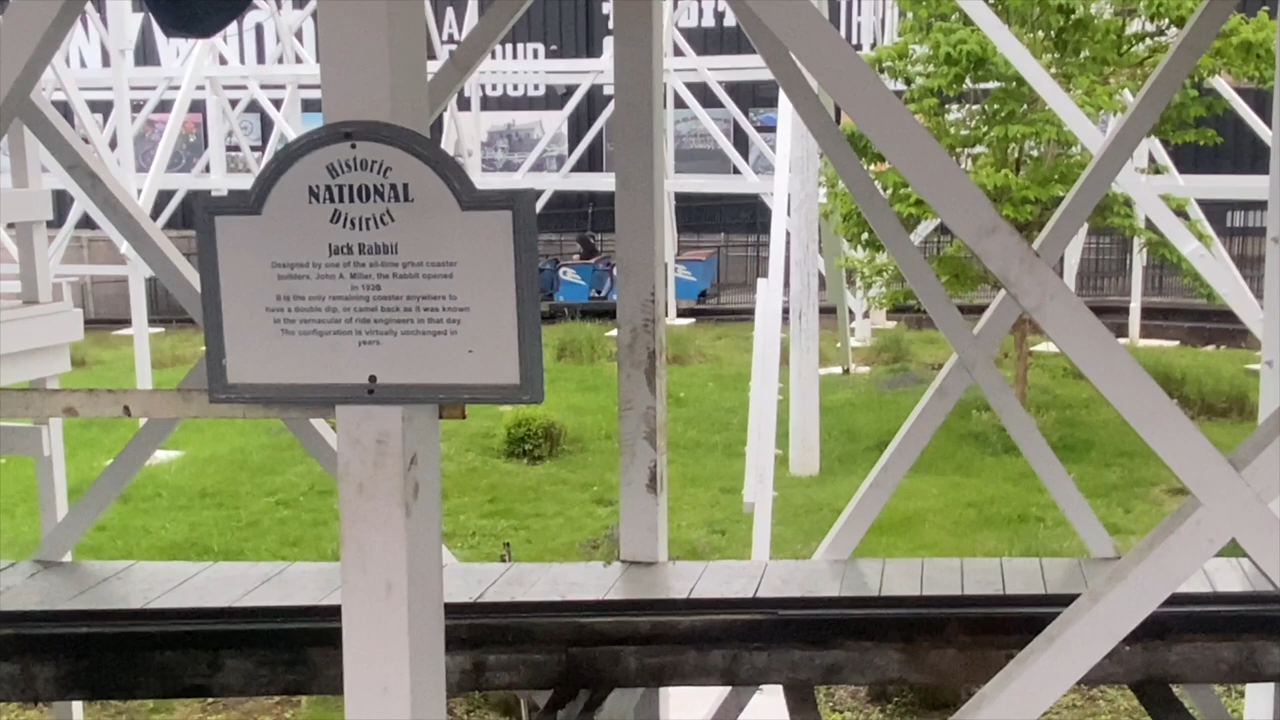 A
ROUD
THRO
Historic
NATIONAL
District
Jack Rabbit
Designed by one of the all-time great coaster
builders, John A. Miller, the Rabbit opened
in 1920.
It is the only remaining coaster anywhere to
have a double dip, or camel back as it was known
in the vernacular of ride engineers in that day.
The configuration is virtually unchanged in
years.